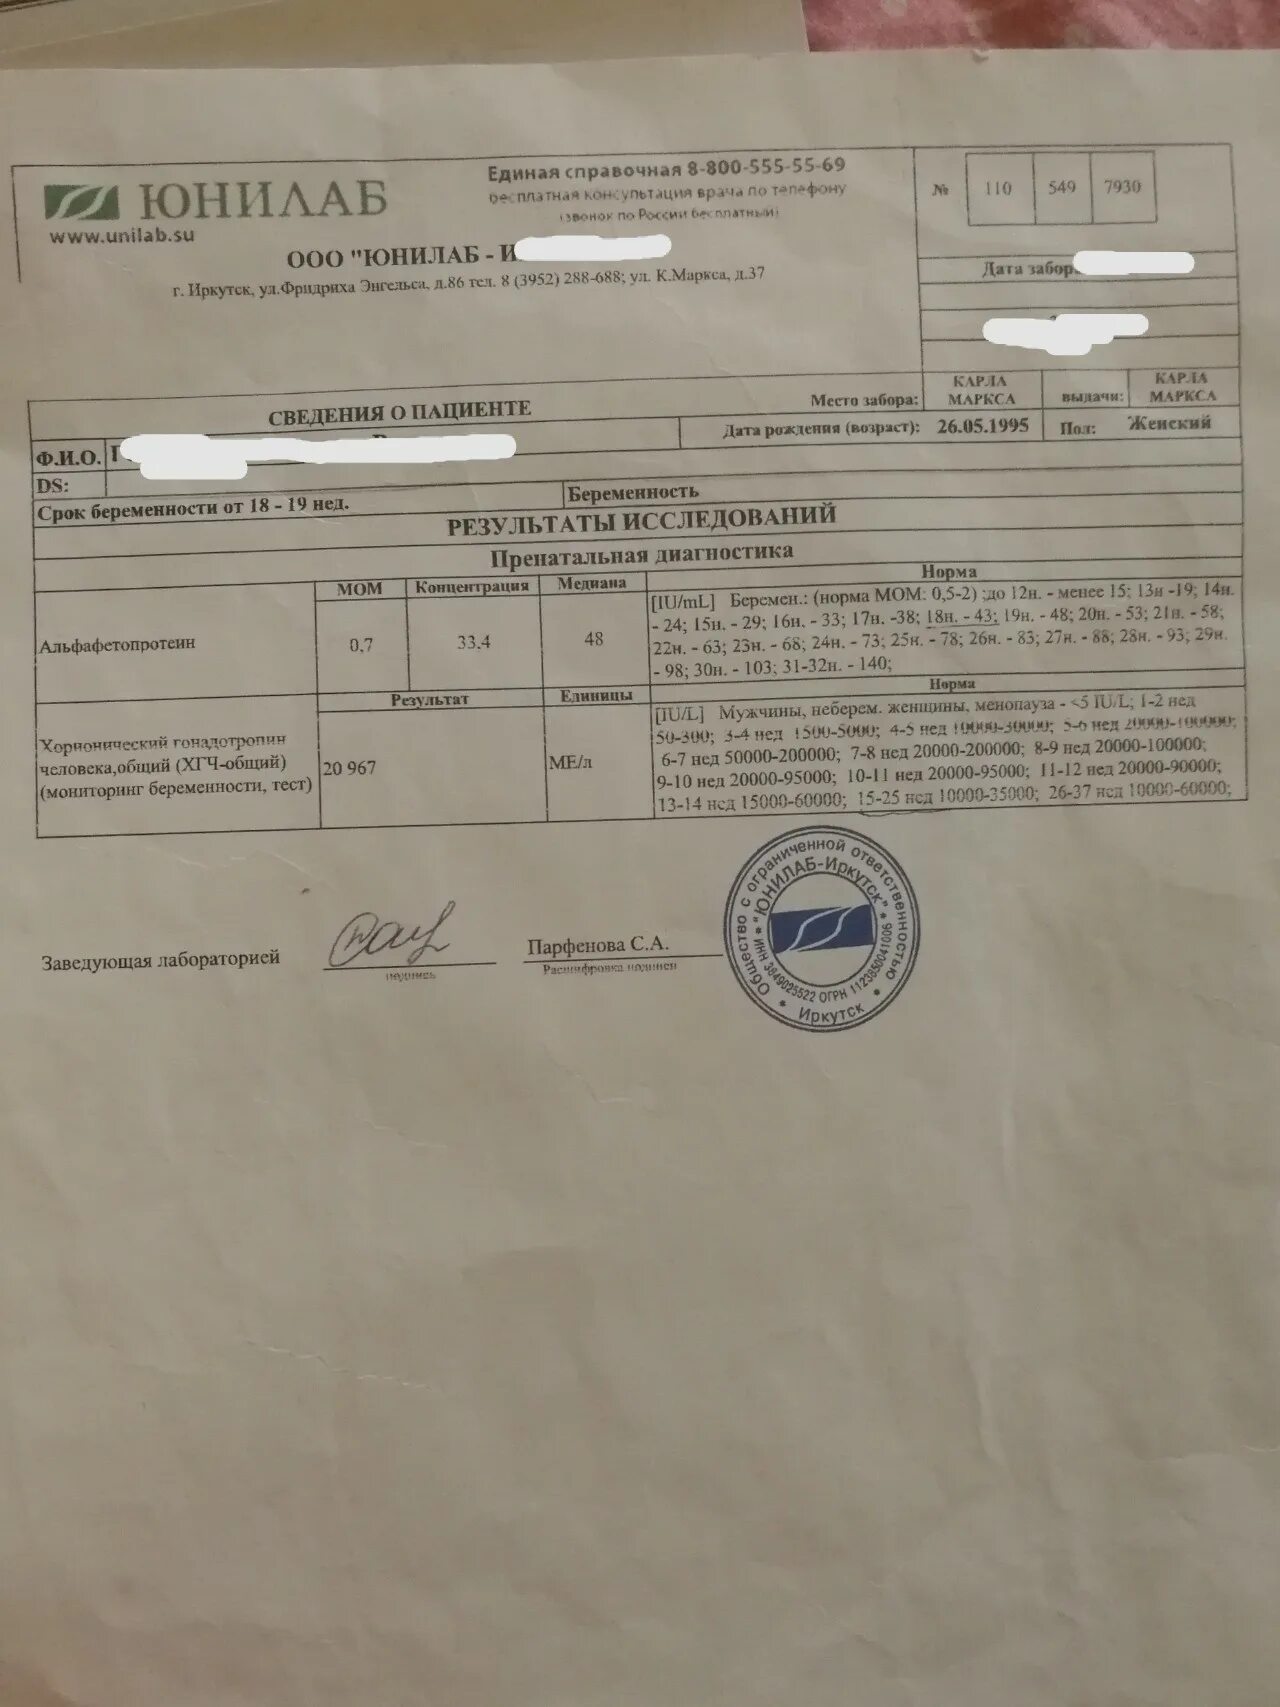 ЮНИЛАБ
www.unilab.su
Единая справочная 8-800-555-55-69
бесплатная консультация врача по телефону
(звонок по России бесплатный)
ООО "ЮНИЛАБ - И
г. Иркутск, ул.Фридриха Энгельса, д.86 тел. 8 (3952) 288-688; ул. К.Маркса, д.37
№ 110 549 7930
Дата забор
СВЕДЕНИЯ О ПАЦИЕНТЕ
Место забора: КАРЛА МАРКСА выдачи: КАРЛА МАРКСА
Ф.И.О.
Дата рождения (возраст): 26.05.1995 Пол: Женский
DS:
Срок беременности от 18 - 19 нед. Беременность
РЕЗУЛЬТАТЫ ИССЛЕДОВАНИЙ
Пренатальная диагностика
МОМ Концентрация Медиана Норма
Альфафетопротеин 0,7 33,4 48
[IU/mL] Беремен.: (норма МОМ: 0,5-2) ;до 12н. - менее 15; 13н -19; 14н.
- 24; 15н. - 29; 16н. - 33; 17н. -38; 18н. - 43; 19н. - 48; 20н. - 53; 21н. - 58;
22н. - 63; 23н. - 68; 24н. - 73; 25н. - 78; 26н. - 83; 27н. - 88; 28н. - 93; 29н.
- 98; 30н. - 103; 31-32н. - 140;
Результат Единицы Норма
Хорионический гонадотропин
человека,общий (ХГЧ-общий)
(мониторинг беременности, тест)
20 967 МЕ/л
[IU/L] Мужчины, неберем. женщины, менопауза - <5 IU/L; 1-2 нед
50-300; 3-4 нед 1500-5000; 4-5 нед 10000-30000; 5-6 нед 20000-100000;
6-7 нед 50000-200000; 7-8 нед 20000-200000; 8-9 нед 20000-100000;
9-10 нед 20000-95000; 10-11 нед 20000-95000; 11-12 нед 20000-90000;
13-14 нед 15000-60000; 15-25 нед 10000-35000; 26-37 нед 10000-60000;
Заведующая лабораторией
подпись
Парфенова С.А.
Расшифровка подписи
Общество с ограниченной ответственностью
"ЮНИЛАБ-Иркутск"
ИНН 3849025522 ОГРН 1123850041006
Иркутск